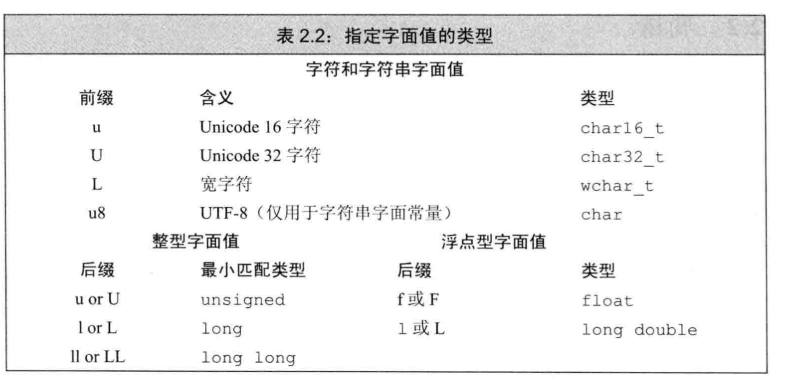 表 2.2：指定字面值的类型
字符和字符串字面值
前缀 含义 类型
u Unicode 16 字符 char16_t
U Unicode 32 字符 char32_t
L 宽字符 wchar_t
u8 UTF-8（仅用于字符串字面常量） char
整型字面值 浮点型字面值
后缀 最小匹配类型 后缀 类型
u or U unsigned f 或 F float
l or L long l 或 L long double
ll or LL long long